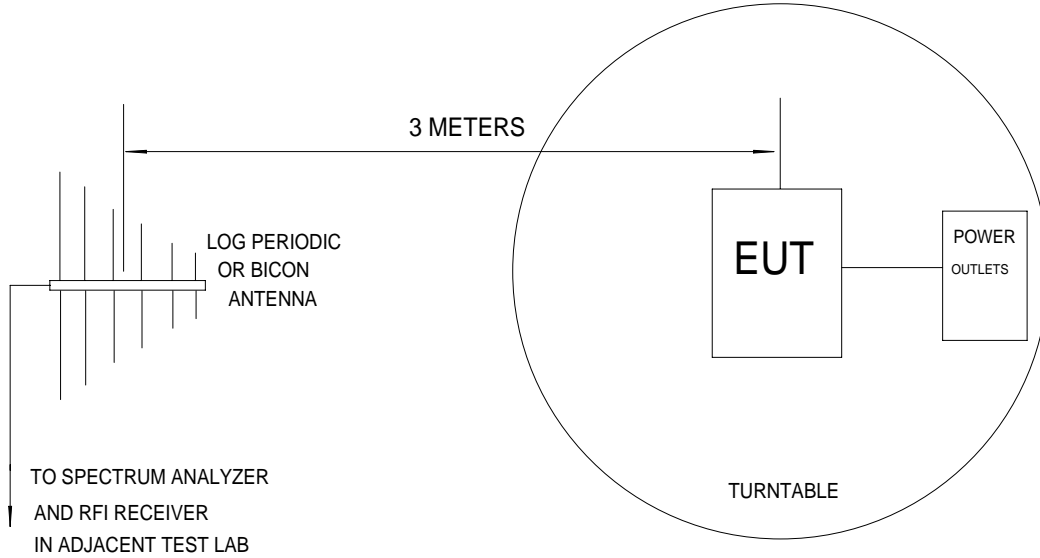 3 METERS
LOG PERIODIC
OR BICON
ANTENNA
EUT
POWER
OUTLETS
TO SPECTRUM ANALYZER
AND RFI RECEIVER
IN ADJACENT TEST LAB
TURNTABLE